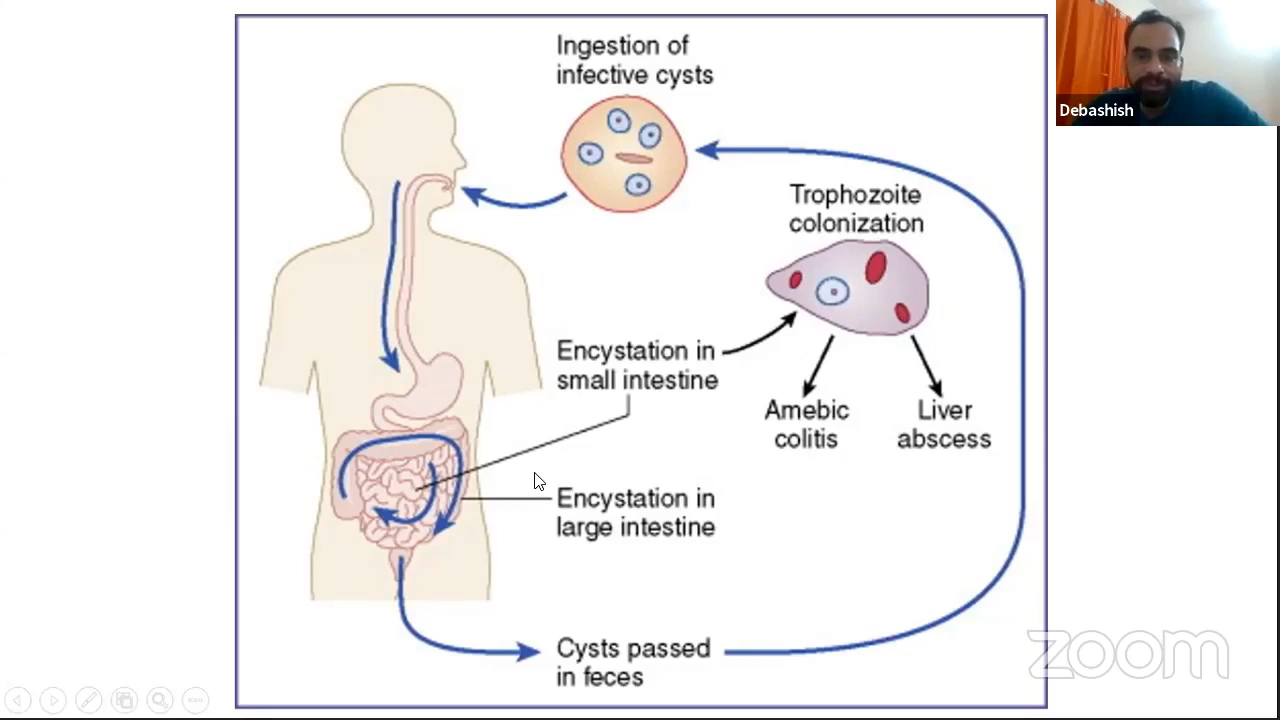 Ingestion of
infective cysts
Debashish
Trophozoite
colonization
Encystation in
small intestine
Amebic
colitis
Liver
abscess
Encystation in
large intestine
Cysts passed
in feces
zoom